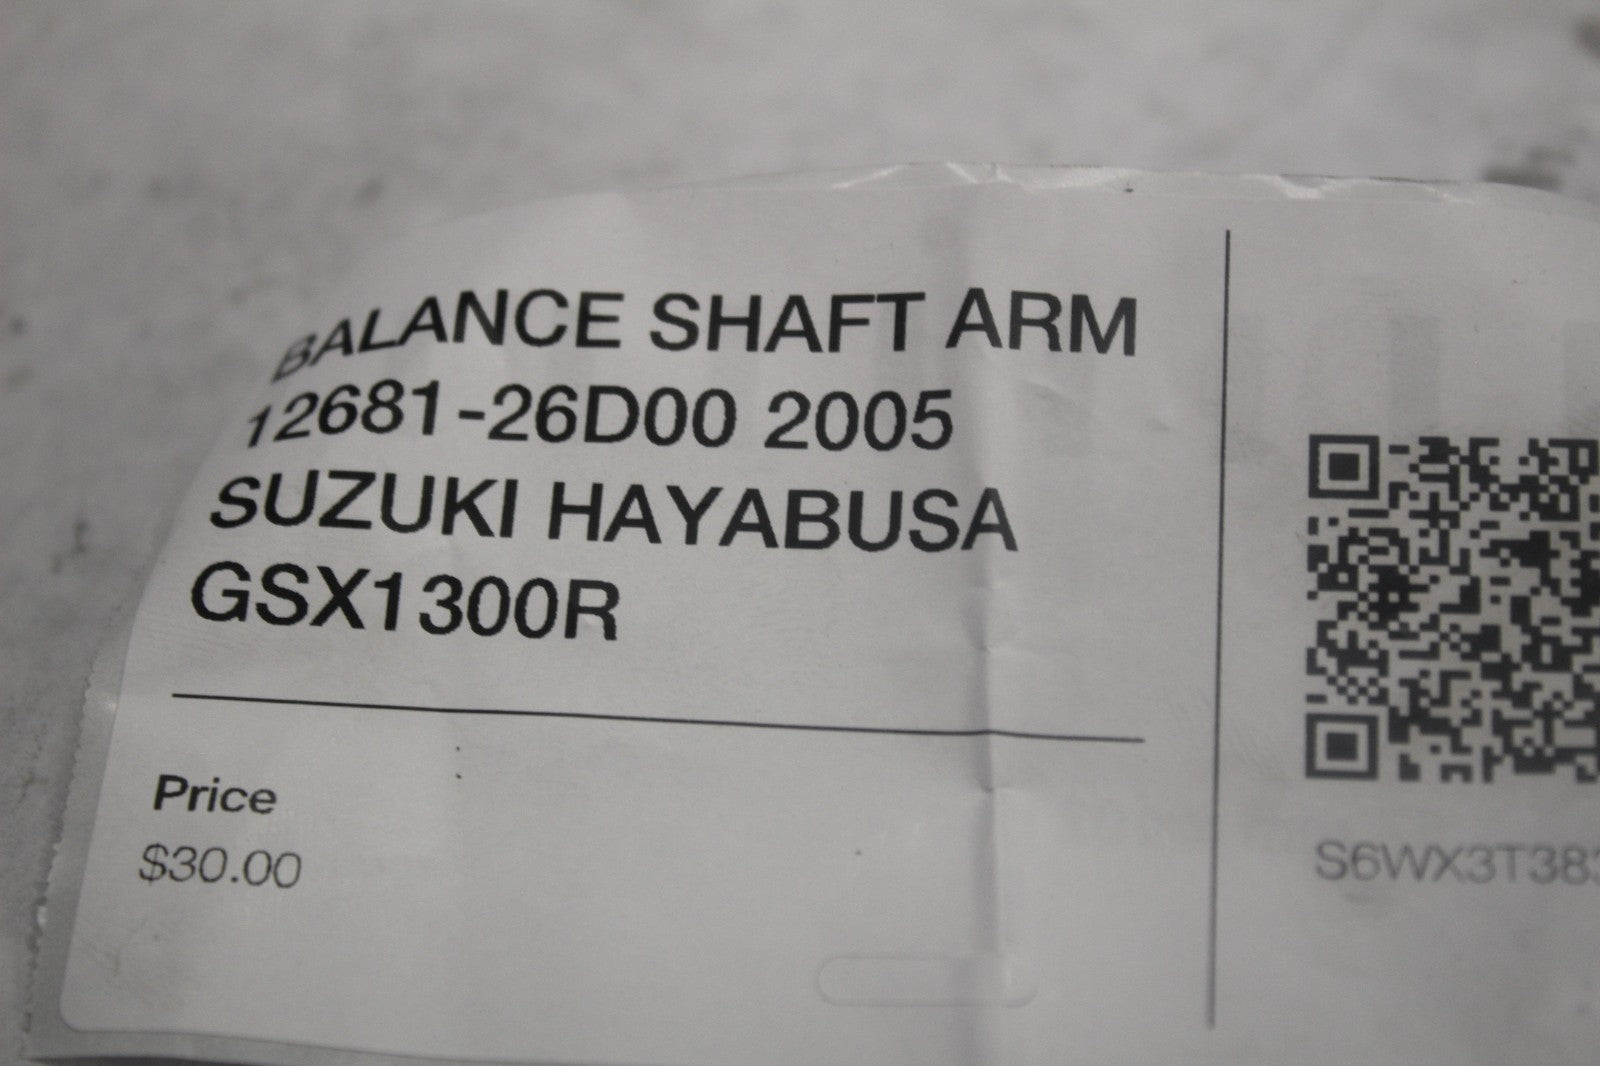 BALANCE SHAFT ARM
12681-26D00 2005
SUZUKI HAYABUSA
GSX1300R
Price
$30.00